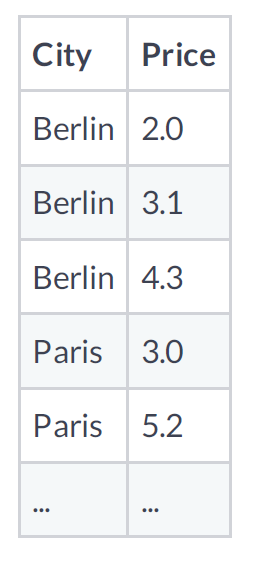 City Price
Berlin 2.0
Berlin 3.1
Berlin 4.3
Paris 3.0
Paris 5.2
... ...